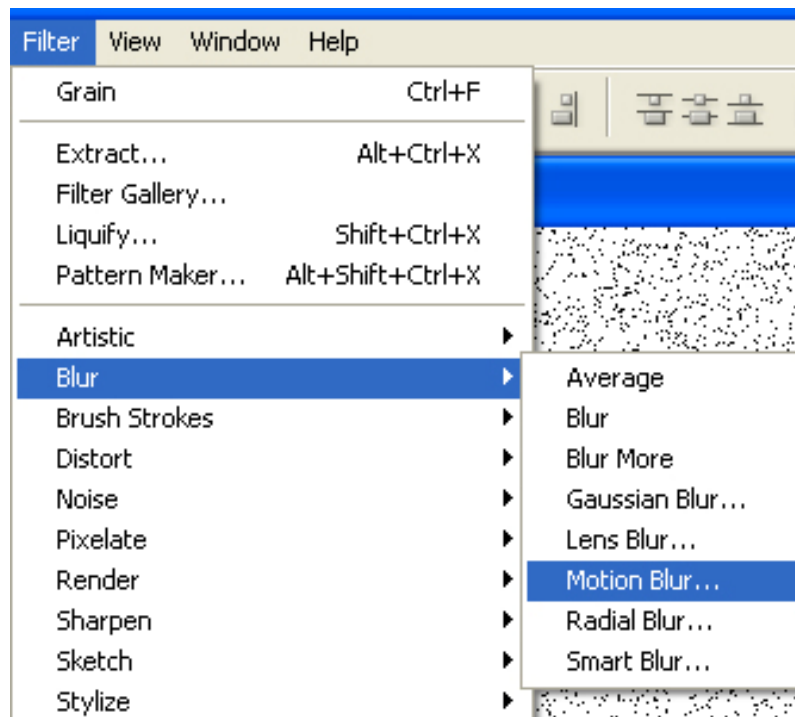 Filter View Window Help
Grain Ctrl+F
Extract... Alt+Ctrl+X
Filter Gallery...
Liquify... Shift+Ctrl+X
Pattern Maker... Alt+Shift+Ctrl+X
Artistic
Blur
Brush Strokes
Distort
Noise
Pixelate
Render
Sharpen
Sketch
Stylize
Average
Blur
Blur More
Gaussian Blur...
Lens Blur...
Motion Blur...
Radial Blur...
Smart Blur...